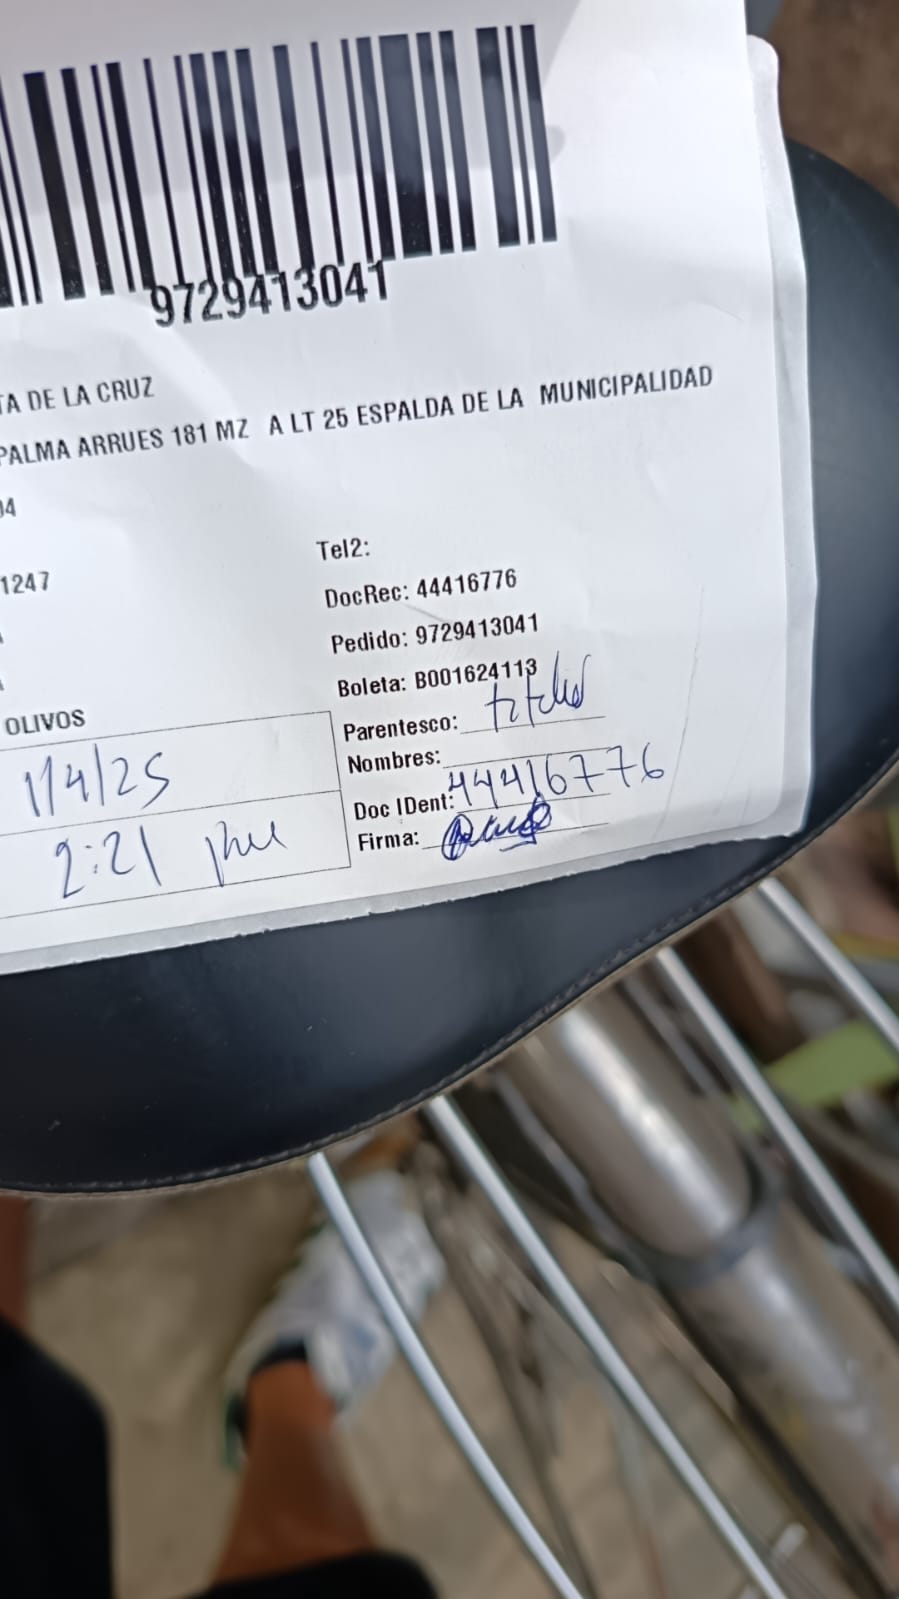 9729413041
TA DE LA CRUZ
PALMA ARRUES 181 MZ A LT 25 ESPALDA DE LA MUNICIPALIDAD
04
Tel2:
1247
DocRec: 44416776
Pedido: 9729413041
Boleta: B001624113
OLIVOS
Parentesco: titular
1/4/25
Nombres:
Doc IDent: 44416776
2:21 pm
Firma: